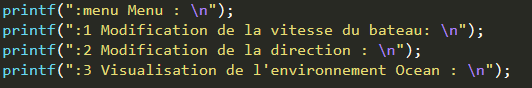 printf(":menu Menu : \n");
printf(":1 Modification de la vitesse du bateau: \n");
printf(":2 Modification de la direction : \n");
printf(":3 Visualisation de l'environnement Ocean : \n");